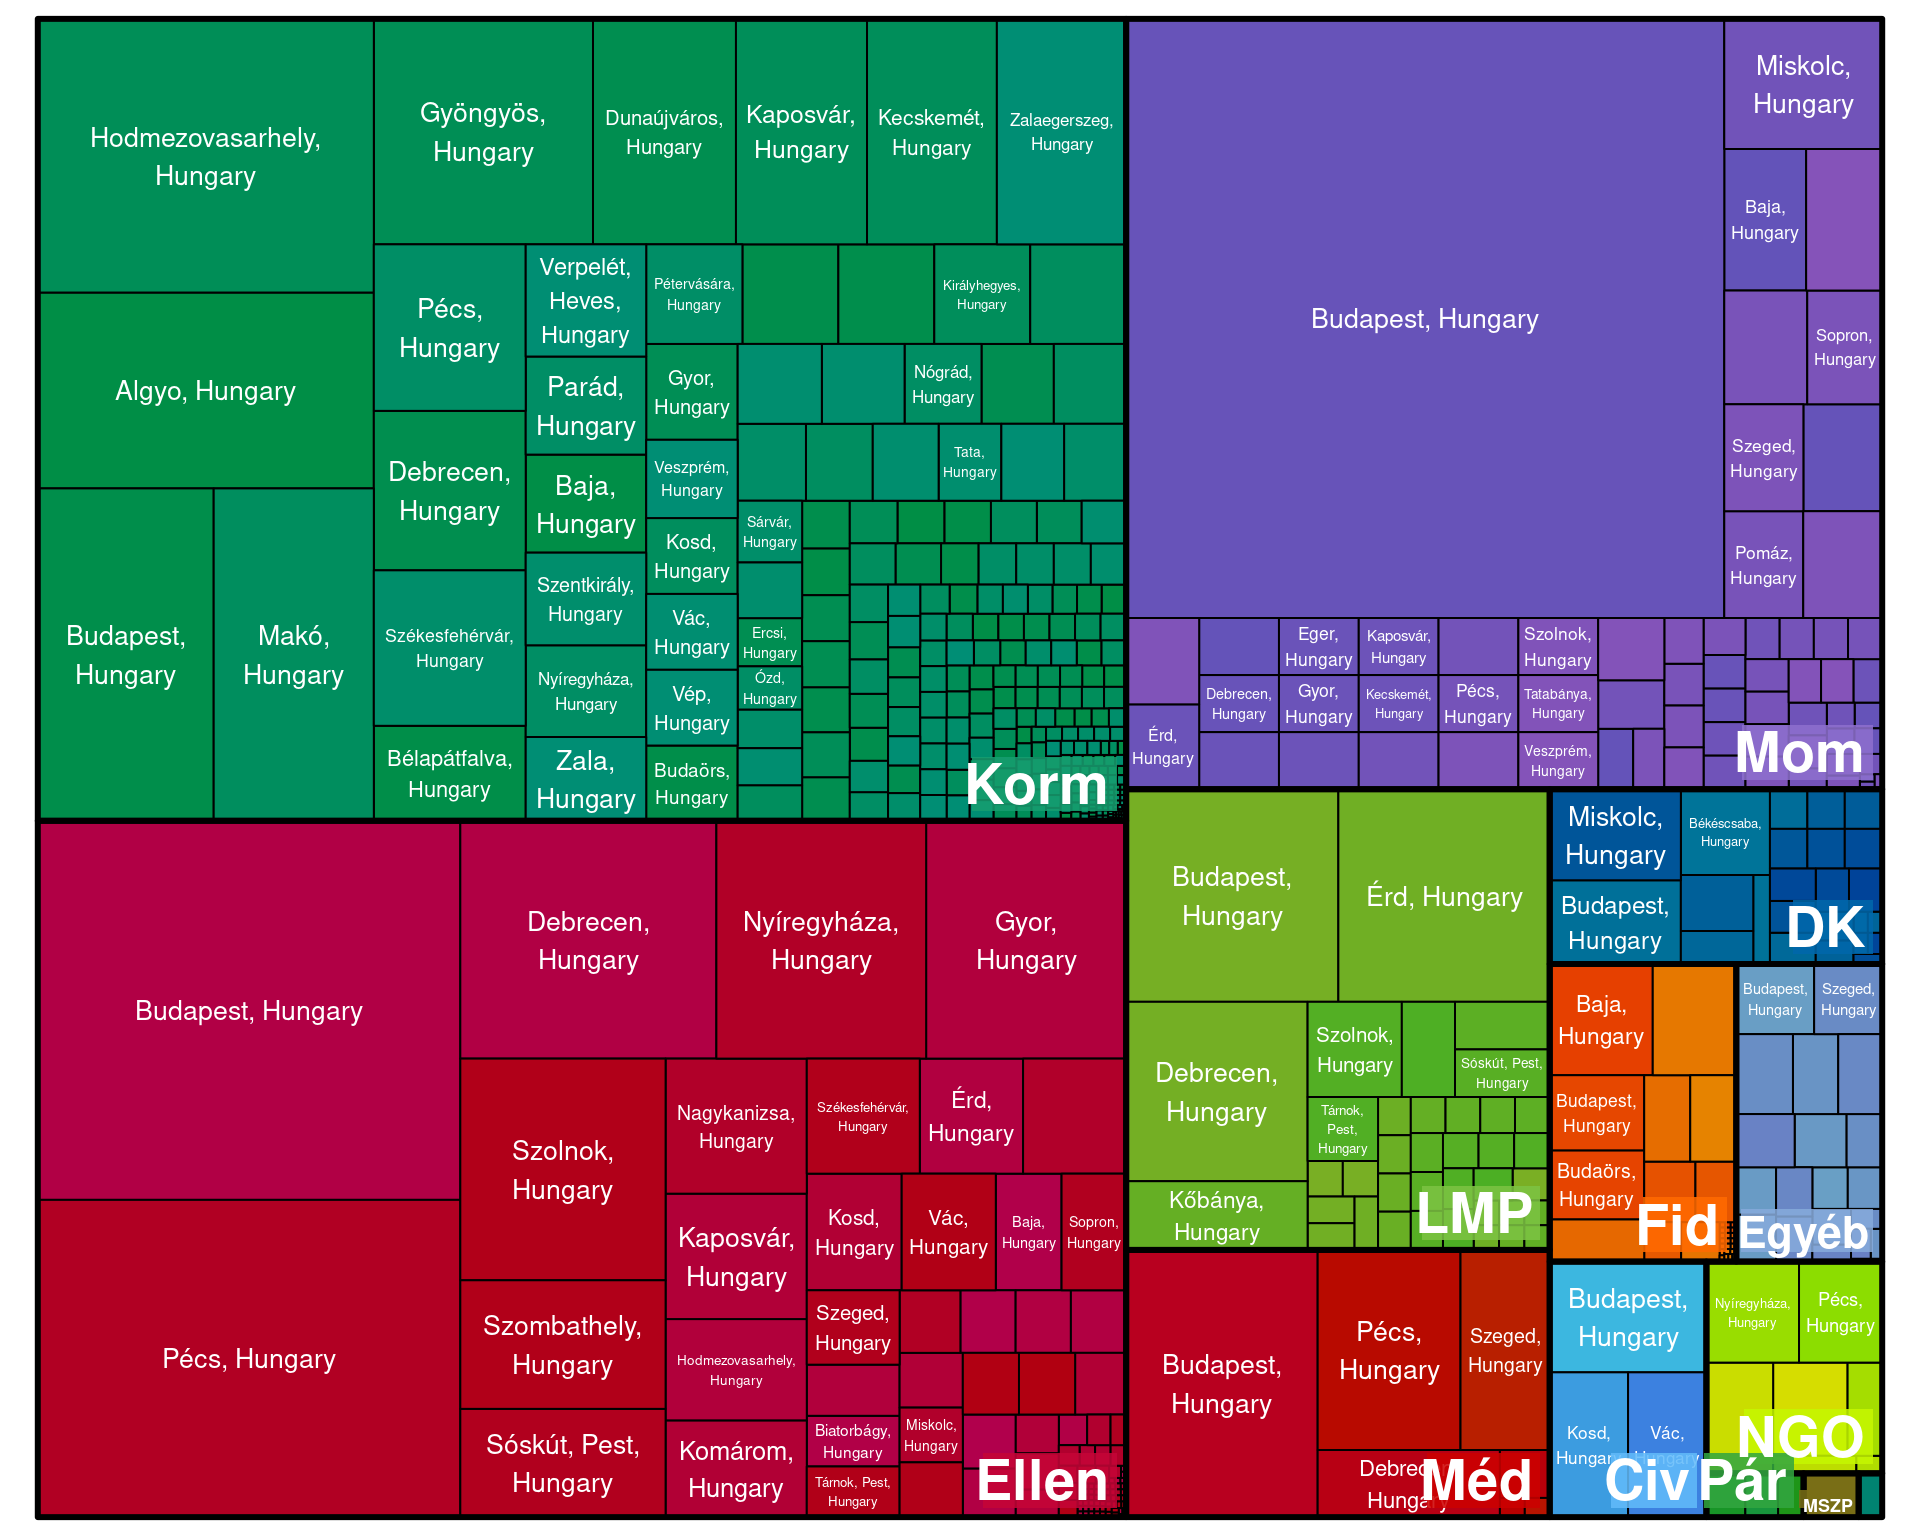 Hodmezovasarhely,
Hungary
Algyo, Hungary
Budapest,
Hungary
Makó,
Hungary
Gyöngyös,
Hungary
Dunaújváros,
Hungary
Kaposvár,
Hungary
Kecskemét,
Hungary
Zalaegerszeg,
Hungary
Pécs,
Hungary
Debrecen,
Hungary
Székesfehérvár,
Hungary
Bélapátfalva,
Hungary
Verpelét,
Heves,
Hungary
Parád,
Hungary
Baja,
Hungary
Szentkirály,
Hungary
Nyíregyháza,
Hungary
Zala,
Hungary
Pétervására,
Hungary
Királyhegyes,
Hungary
Gyor,
Hungary
Nógrád,
Hungary
Veszprém,
Hungary
Tata,
Hungary
Kosd,
Hungary
Sárvár,
Hungary
Vác,
Hungary
Ercsi,
Hungary
Vép,
Hungary
Ózd,
Hungary
Budaörs,
Hungary
Korm
Budapest, Hungary
Miskolc,
Hungary
Baja,
Hungary
Sopron,
Hungary
Szeged,
Hungary
Pomáz,
Hungary
Érd,
Hungary
Eger,
Hungary
Kaposvár,
Hungary
Szolnok,
Hungary
Debrecen,
Hungary
Gyor,
Hungary
Kecskemét,
Hungary
Pécs,
Hungary
Tatabánya,
Hungary
Veszprém,
Hungary
Mom
Budapest, Hungary
Pécs, Hungary
Debrecen,
Hungary
Nyíregyháza,
Hungary
Gyor,
Hungary
Szolnok,
Hungary
Szombathely,
Hungary
Sóskút, Pest,
Hungary
Nagykanizsa,
Hungary
Kaposvár,
Hungary
Hodmezovasarhely,
Hungary
Komárom,
Hungary
Székesfehérvár,
Hungary
Érd,
Hungary
Kosd,
Hungary
Vác,
Hungary
Baja,
Hungary
Sopron,
Hungary
Szeged,
Hungary
Biatorbágy,
Hungary
Miskolc,
Hungary
Tárnok, Pest,
Hungary
Ellen
Budapest,
Hungary
Érd, Hungary
Debrecen,
Hungary
Kőbánya,
Hungary
Szolnok,
Hungary
Sóskút, Pest,
Hungary
Tárnok,
Pest,
Hungary
LMP
Budapest,
Hungary
Pécs,
Hungary
Szeged,
Hungary
Méd
Miskolc,
Hungary
Békéscsaba,
Hungary
Budapest,
Hungary
DK
Baja,
Hungary
Budapest,
Hungary
Budaörs,
Hungary
Fid
Budapest,
Hungary
Szeged,
Hungary
Egyéb
Budapest,
Hungary
Kosd,
Vác,
Hungary
Civ
Nyíregyháza,
Hungary
Pécs,
Hungary
NGO
Pár
MSZP